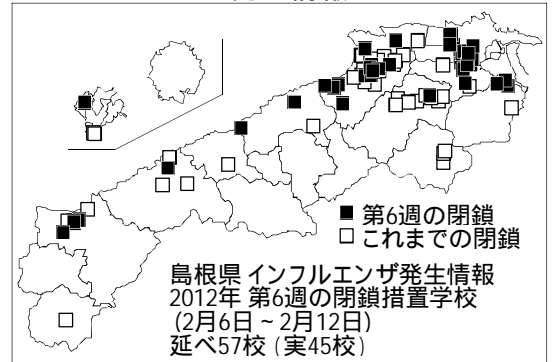 ■ 第6週の閉鎖
□ これまでの閉鎖
島根県 インフルエンザ発生情報
2012年 第6週の閉鎖措置学校
(2月6日 ~ 2月12日)
延べ57校 (実45校)